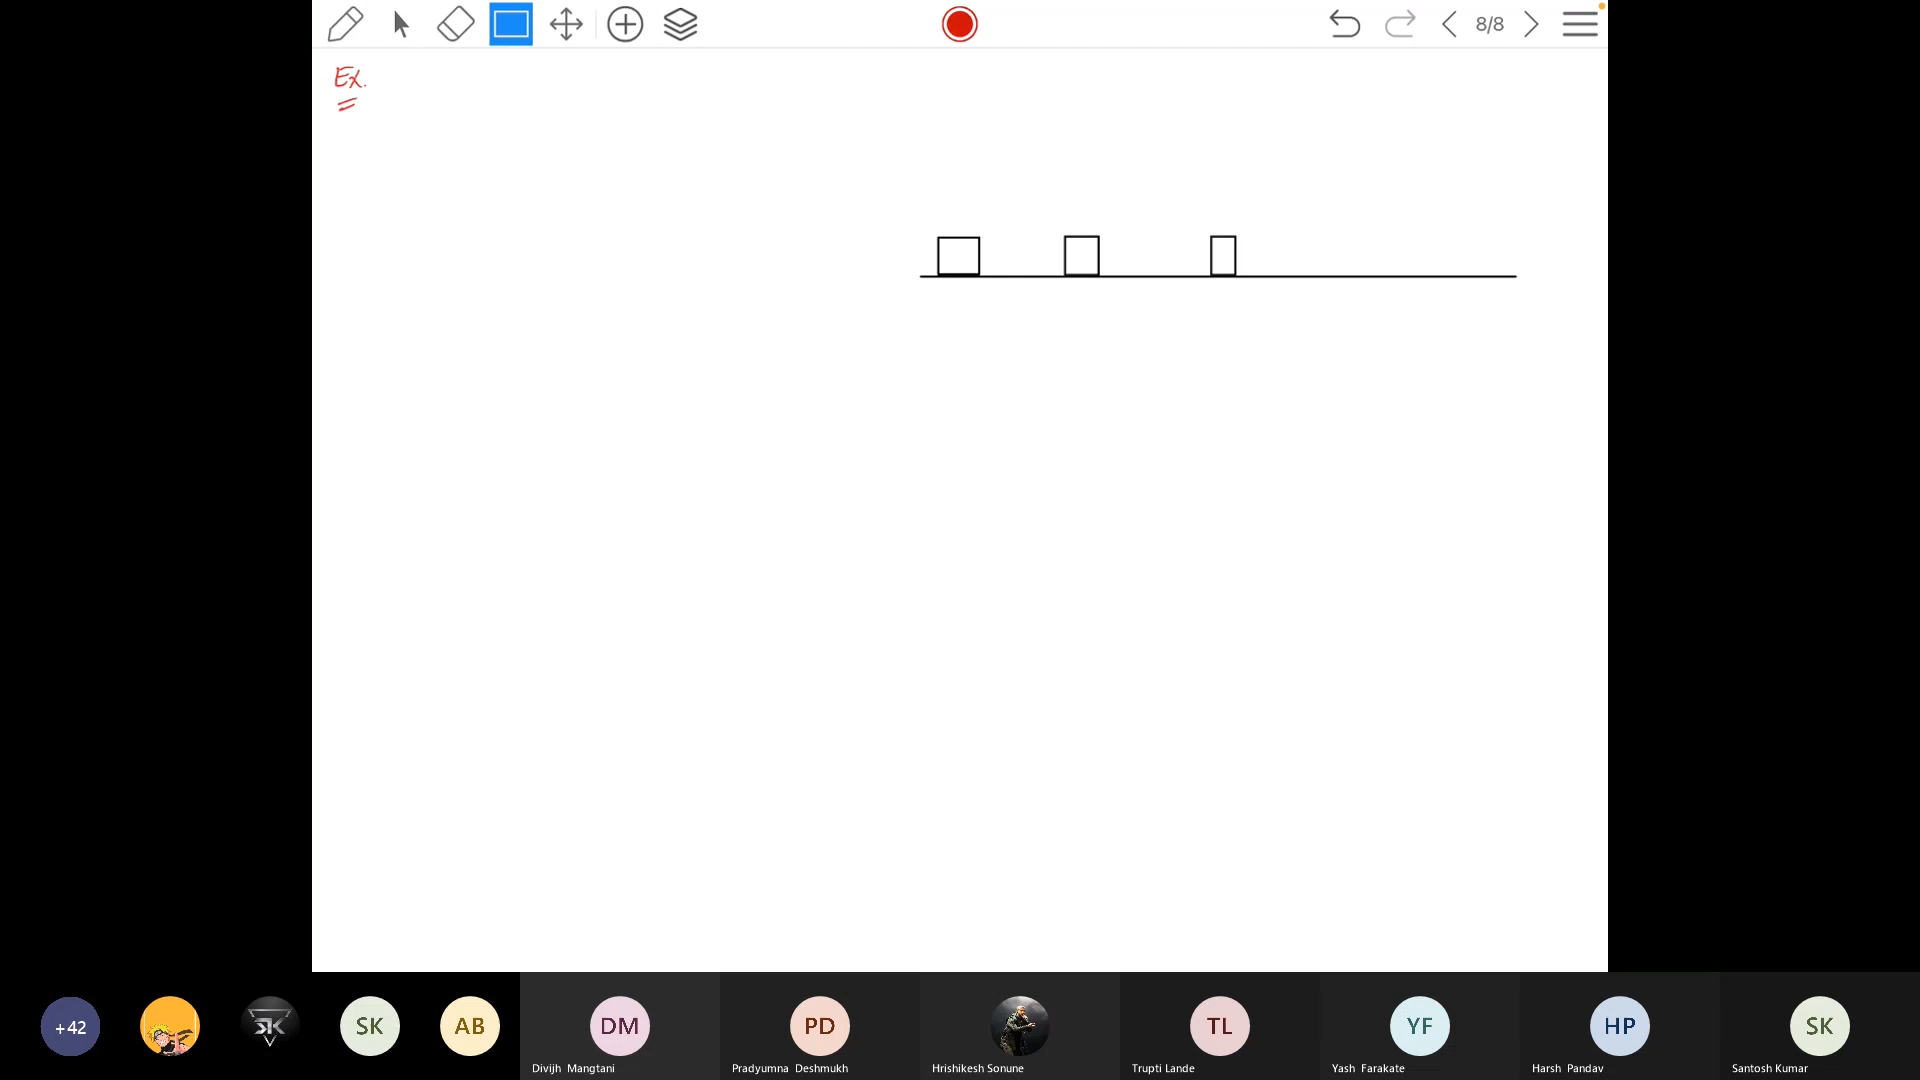 8/8
Ex.
+42
SK
AB
DM
PD
TL
YF
HP
SK
Divijh Mangtani
Pradyumna Deshmukh
Hrishikesh Sonune
Trupti Lande
Yash Farakate
Harsh Pandav
Santosh Kumar